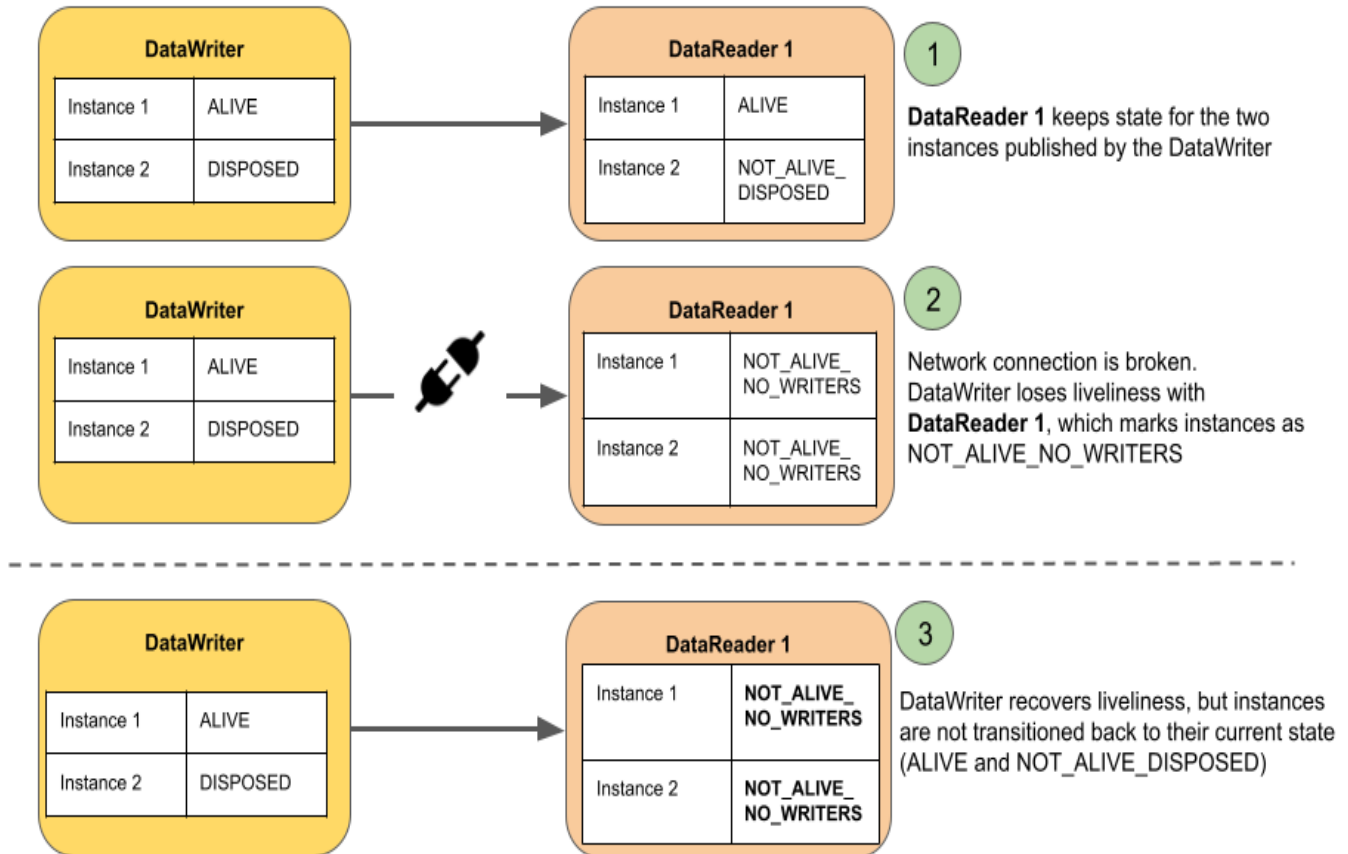 DataWriter
Instance 1 ALIVE
Instance 2 DISPOSED
DataReader 1
Instance 1 ALIVE
Instance 2 NOT_ALIVE_
DISPOSED
1
DataReader 1 keeps state for the two
instances published by the DataWriter
DataWriter
Instance 1 ALIVE
Instance 2 DISPOSED
DataReader 1
Instance 1 NOT_ALIVE_
NO_WRITERS
Instance 2 NOT_ALIVE_
NO_WRITERS
2
Network connection is broken.
DataWriter loses liveliness with
DataReader 1, which marks instances as
NOT_ALIVE_NO_WRITERS
DataWriter
Instance 1 ALIVE
Instance 2 DISPOSED
DataReader 1
Instance 1 NOT_ALIVE_
NO_WRITERS
Instance 2 NOT_ALIVE_
NO_WRITERS
3
DataWriter recovers liveliness, but instances
are not transitioned back to their current state
(ALIVE and NOT_ALIVE_DISPOSED)